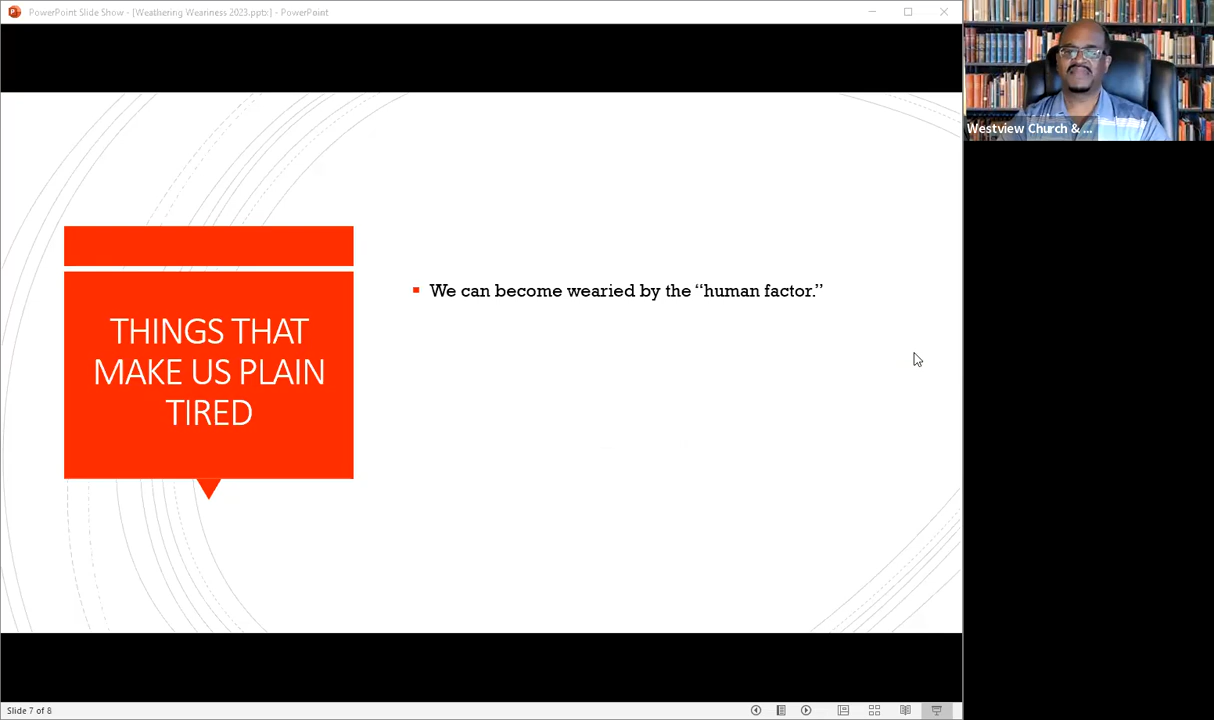 PowerPoint Slide Show - [Weathering Weariness 2023.pptx] - PowerPoint
Westview Church & ...
THINGS THAT
MAKE US PLAIN
TIRED
We can become wearied by the “human factor.”
Slide 7 of 8